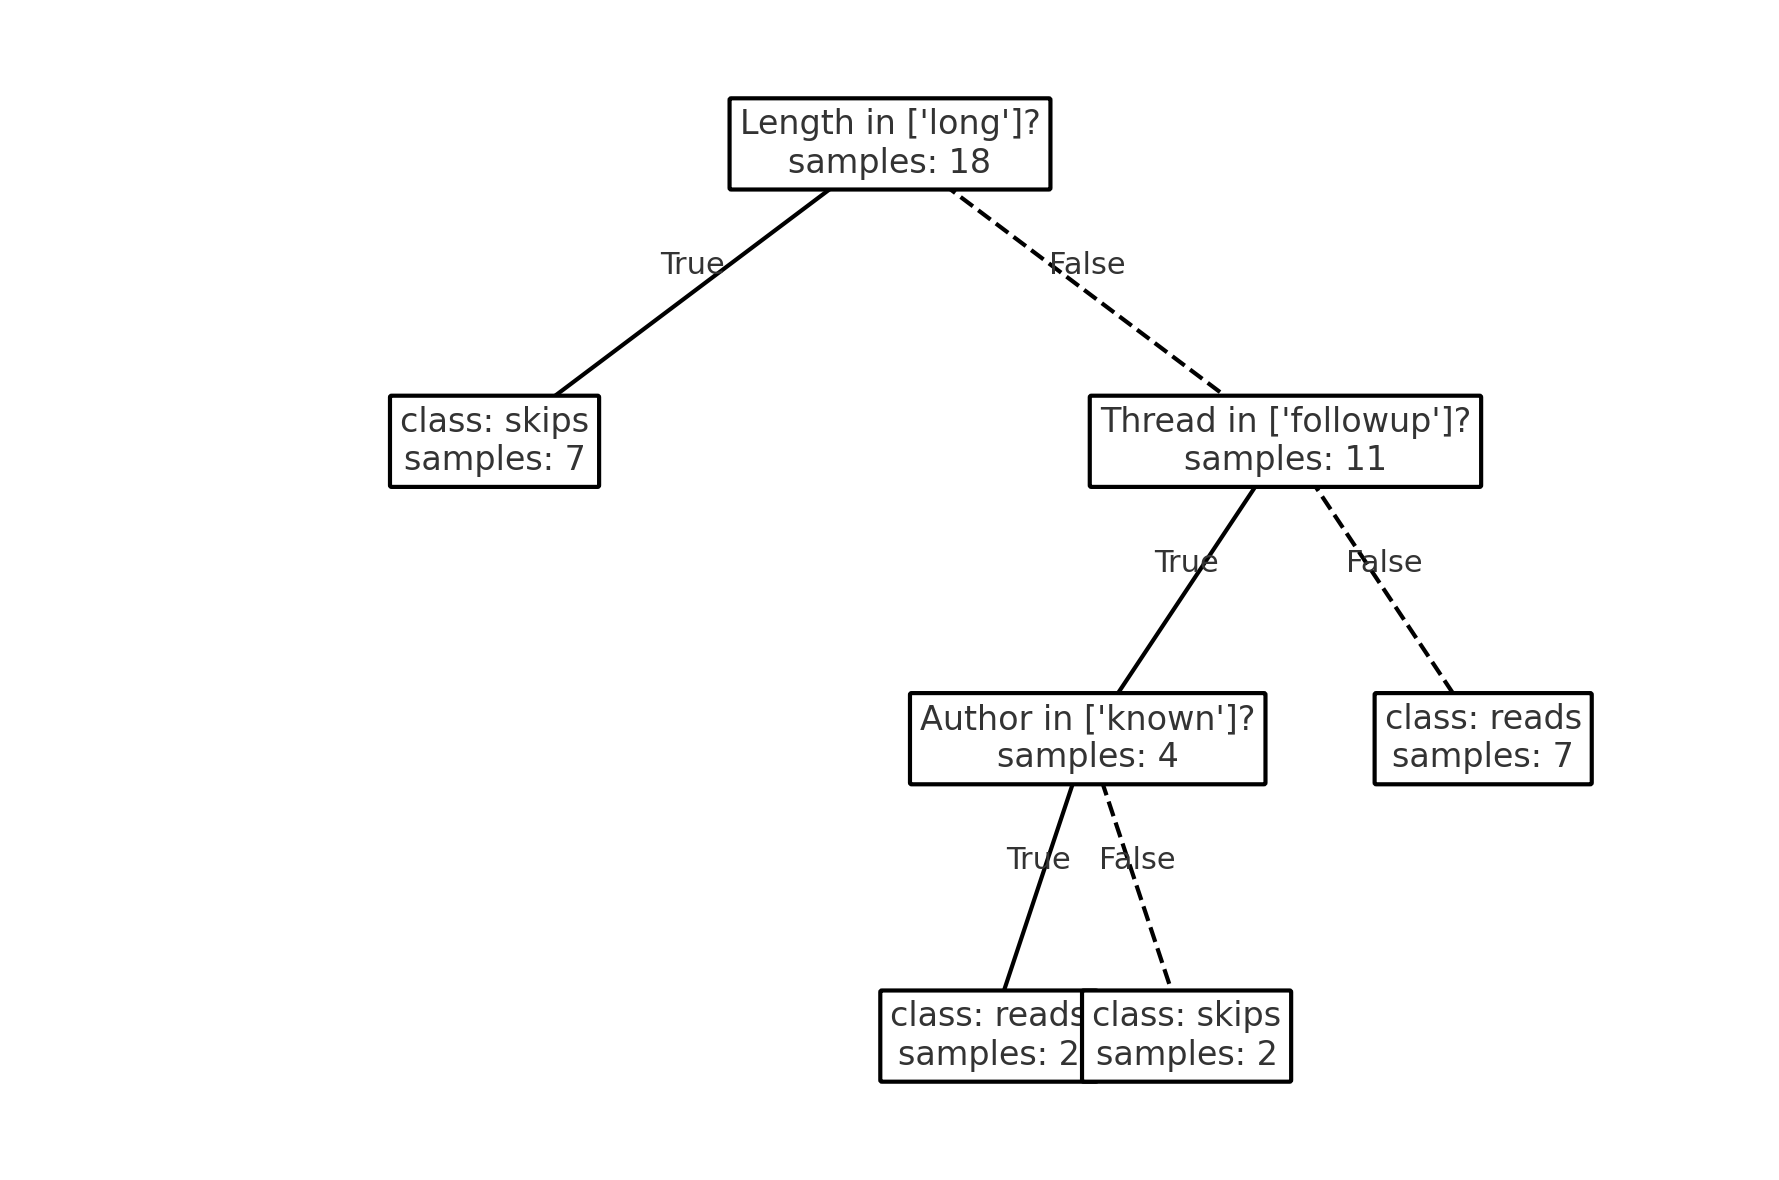 Length in ['long']?
samples: 18
True
False
class: skips
samples: 7
Thread in ['followup']?
samples: 11
True
False
Author in ['known']?
samples: 4
class: reads
samples: 7
True
False
class: reads
samples: 2
class: skips
samples: 2